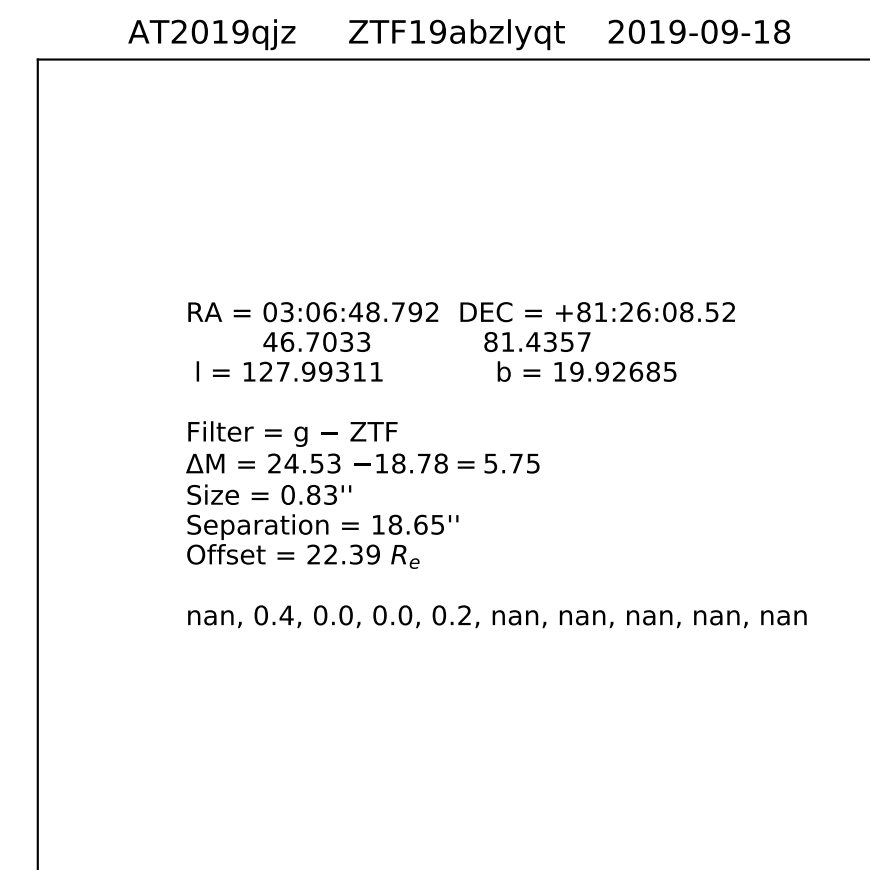 AT2019qjz ZTF19abzlyqt 2019-09-18
RA = 03:06:48.792 DEC = +81:26:08.52
46.7033 81.4357
l = 127.99311 b = 19.92685
Filter = g − ZTF
ΔM = 24.53 −18.78 = 5.75
Size = 0.83''
Separation = 18.65''
Offset = 22.39 Rₑ
nan, 0.4, 0.0, 0.0, 0.2, nan, nan, nan, nan, nan